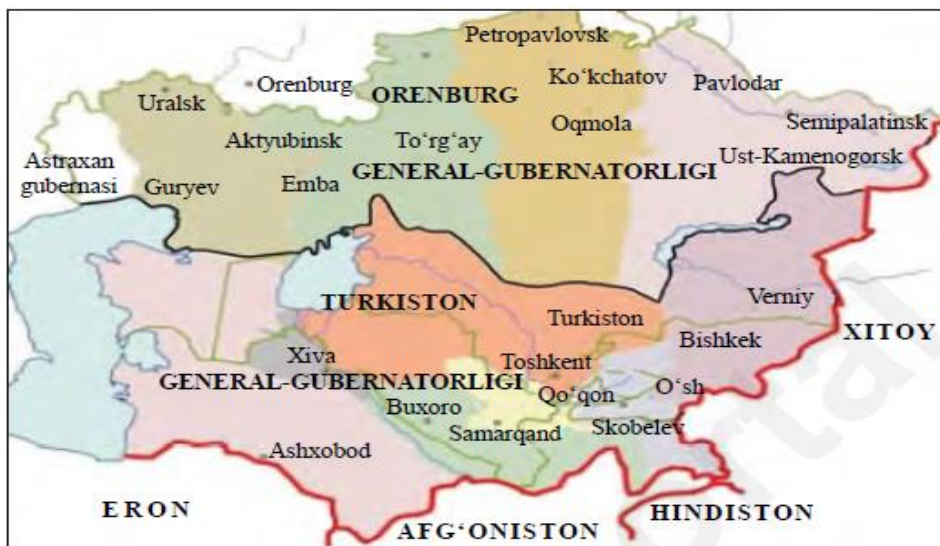 Petropavlovsk
Orenburg
Ko‘kchatov
Pavlodar
Uralsk
ORENBURG
Aktyubinsk
To‘rg‘ay
Oqmola
Semipalatinsk
Astraxan
gubernasi
Guryev
Emba
GENERAL-GUBERNATORLIGI
Ust-Kamenogorsk
TURKISTON
Turkiston
Verniy
Bishkek
XITOY
Xiva
Toshkent
GENERAL-GUBERNATORLIGI
Qo‘qon
O‘sh
Buxoro
Samarqand
Skobelev
Ashxobod
ERON
AFG‘ONISTON
HINDISTON